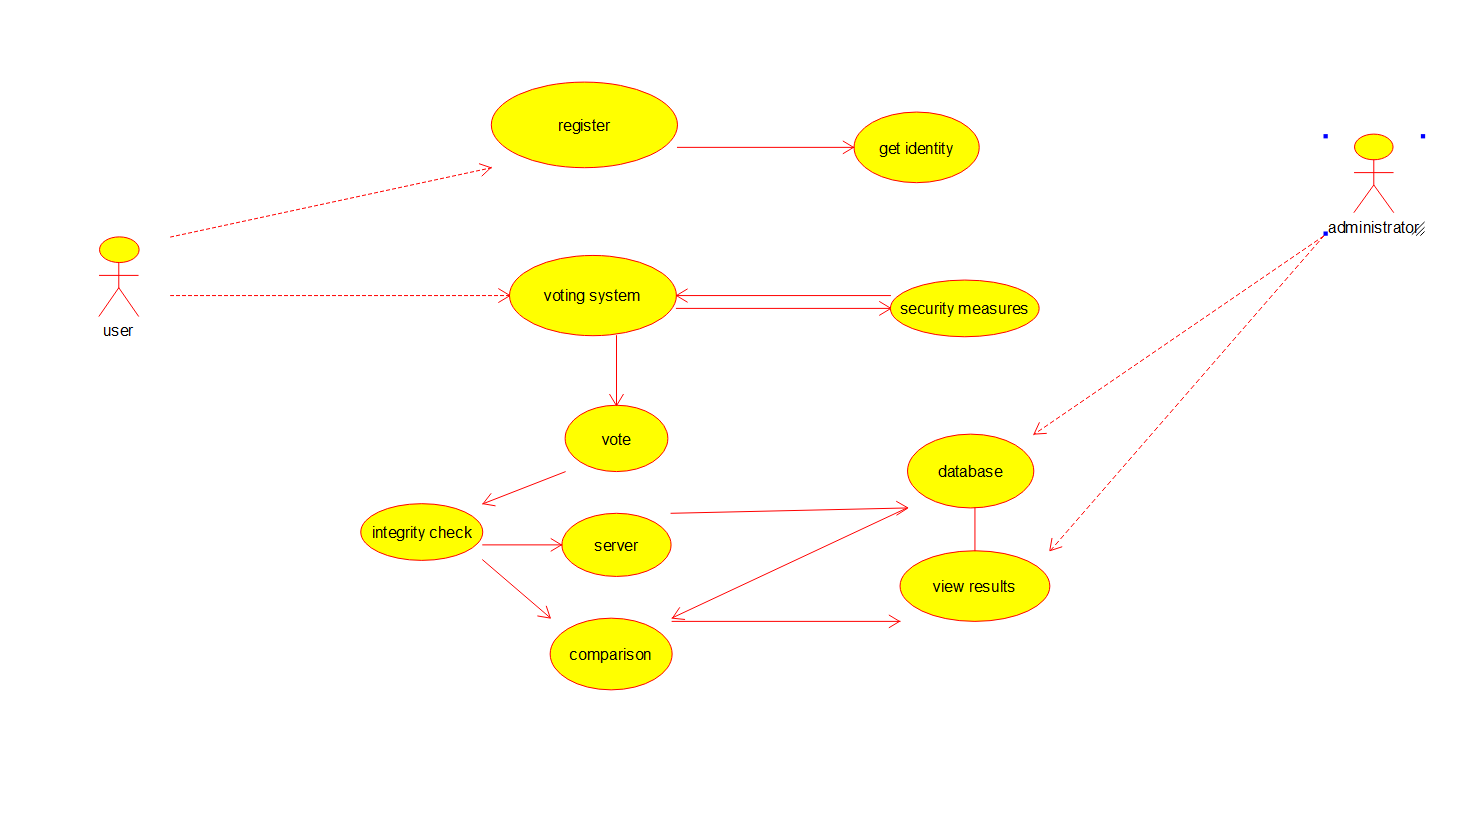 register
get identity
administrator
user
voting system
security measures
vote
database
integrity check
server
view results
comparison